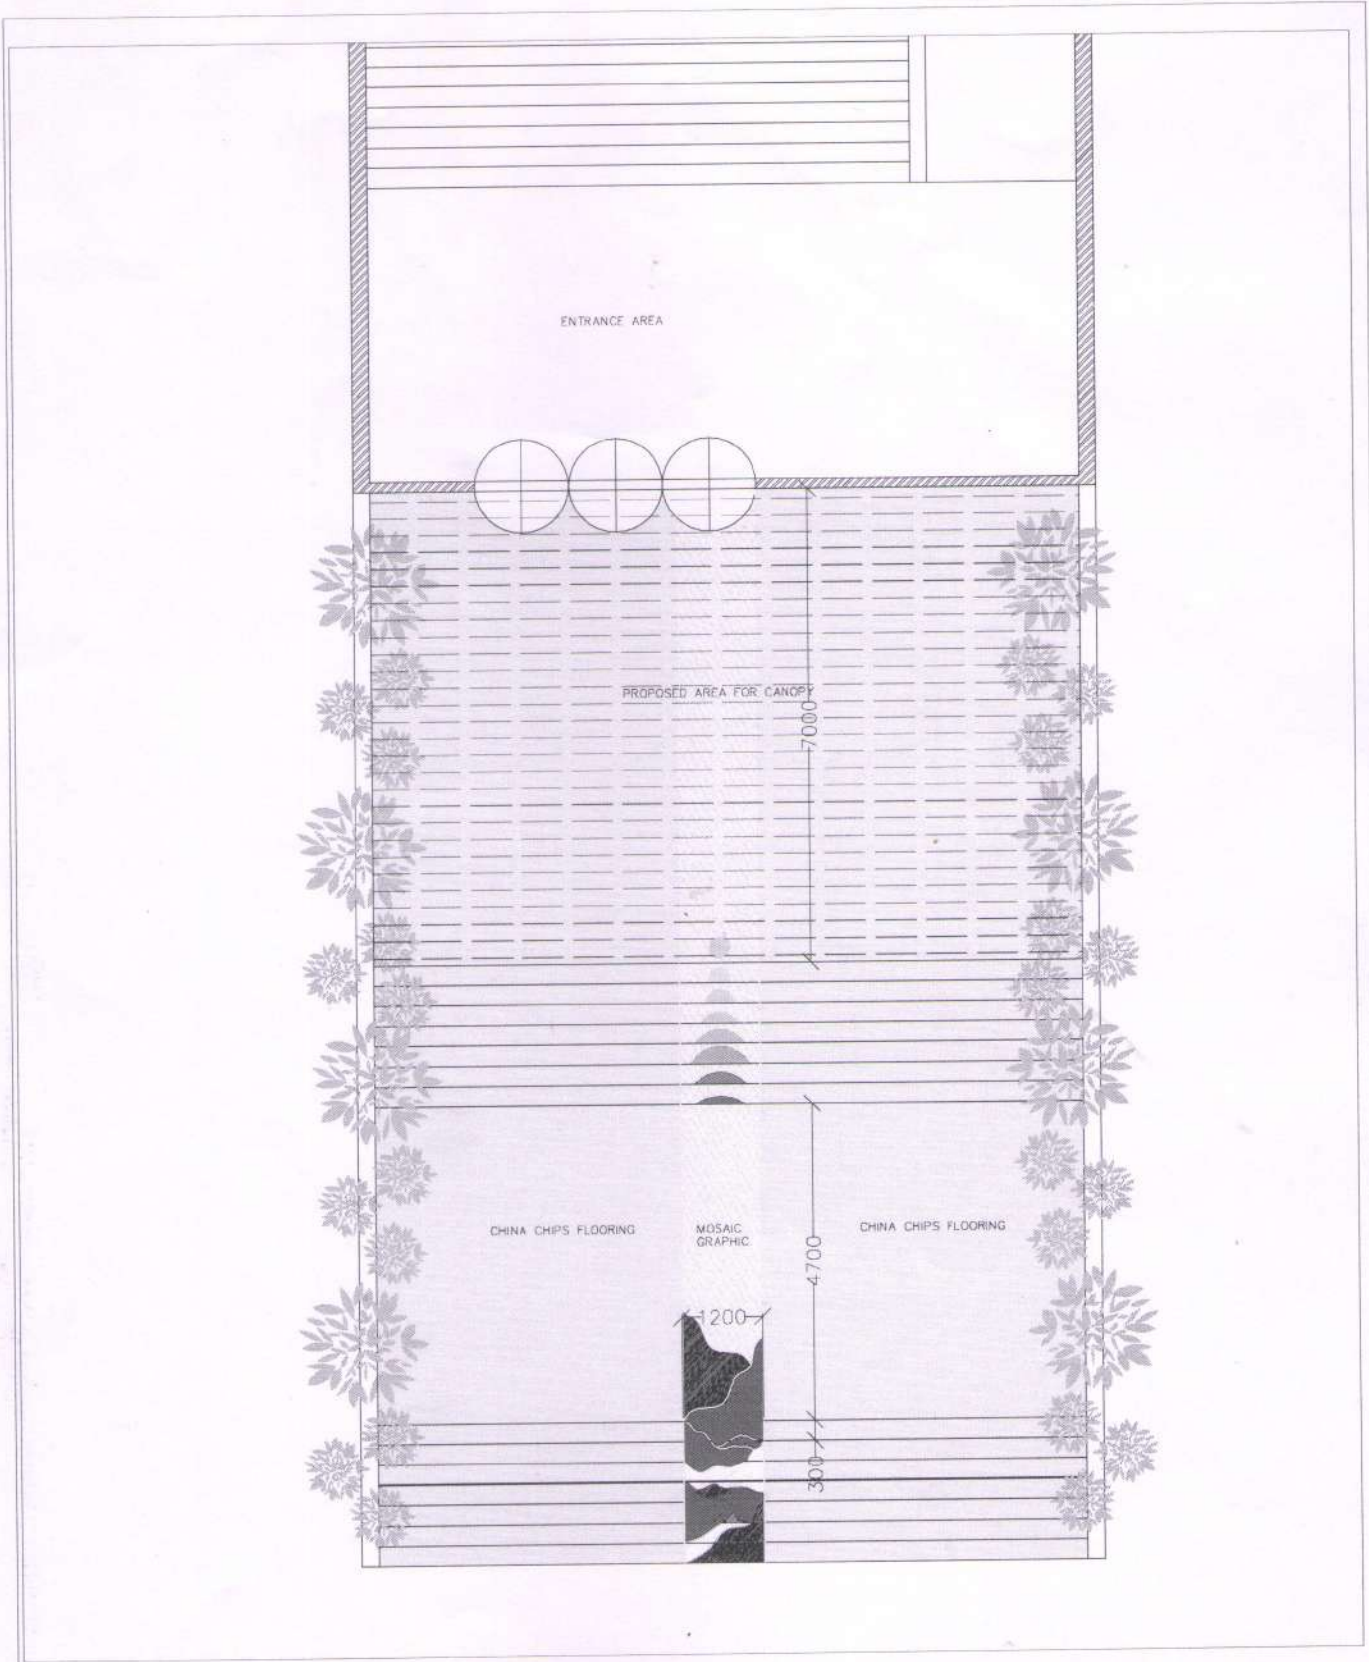 ENTRANCE AREA
PROPOSED AREA FOR CANOPY
7000
CHINA CHIPS FLOORING
MOSAIC
GRAPHIC
CHINA CHIPS FLOORING
4700
1200
300